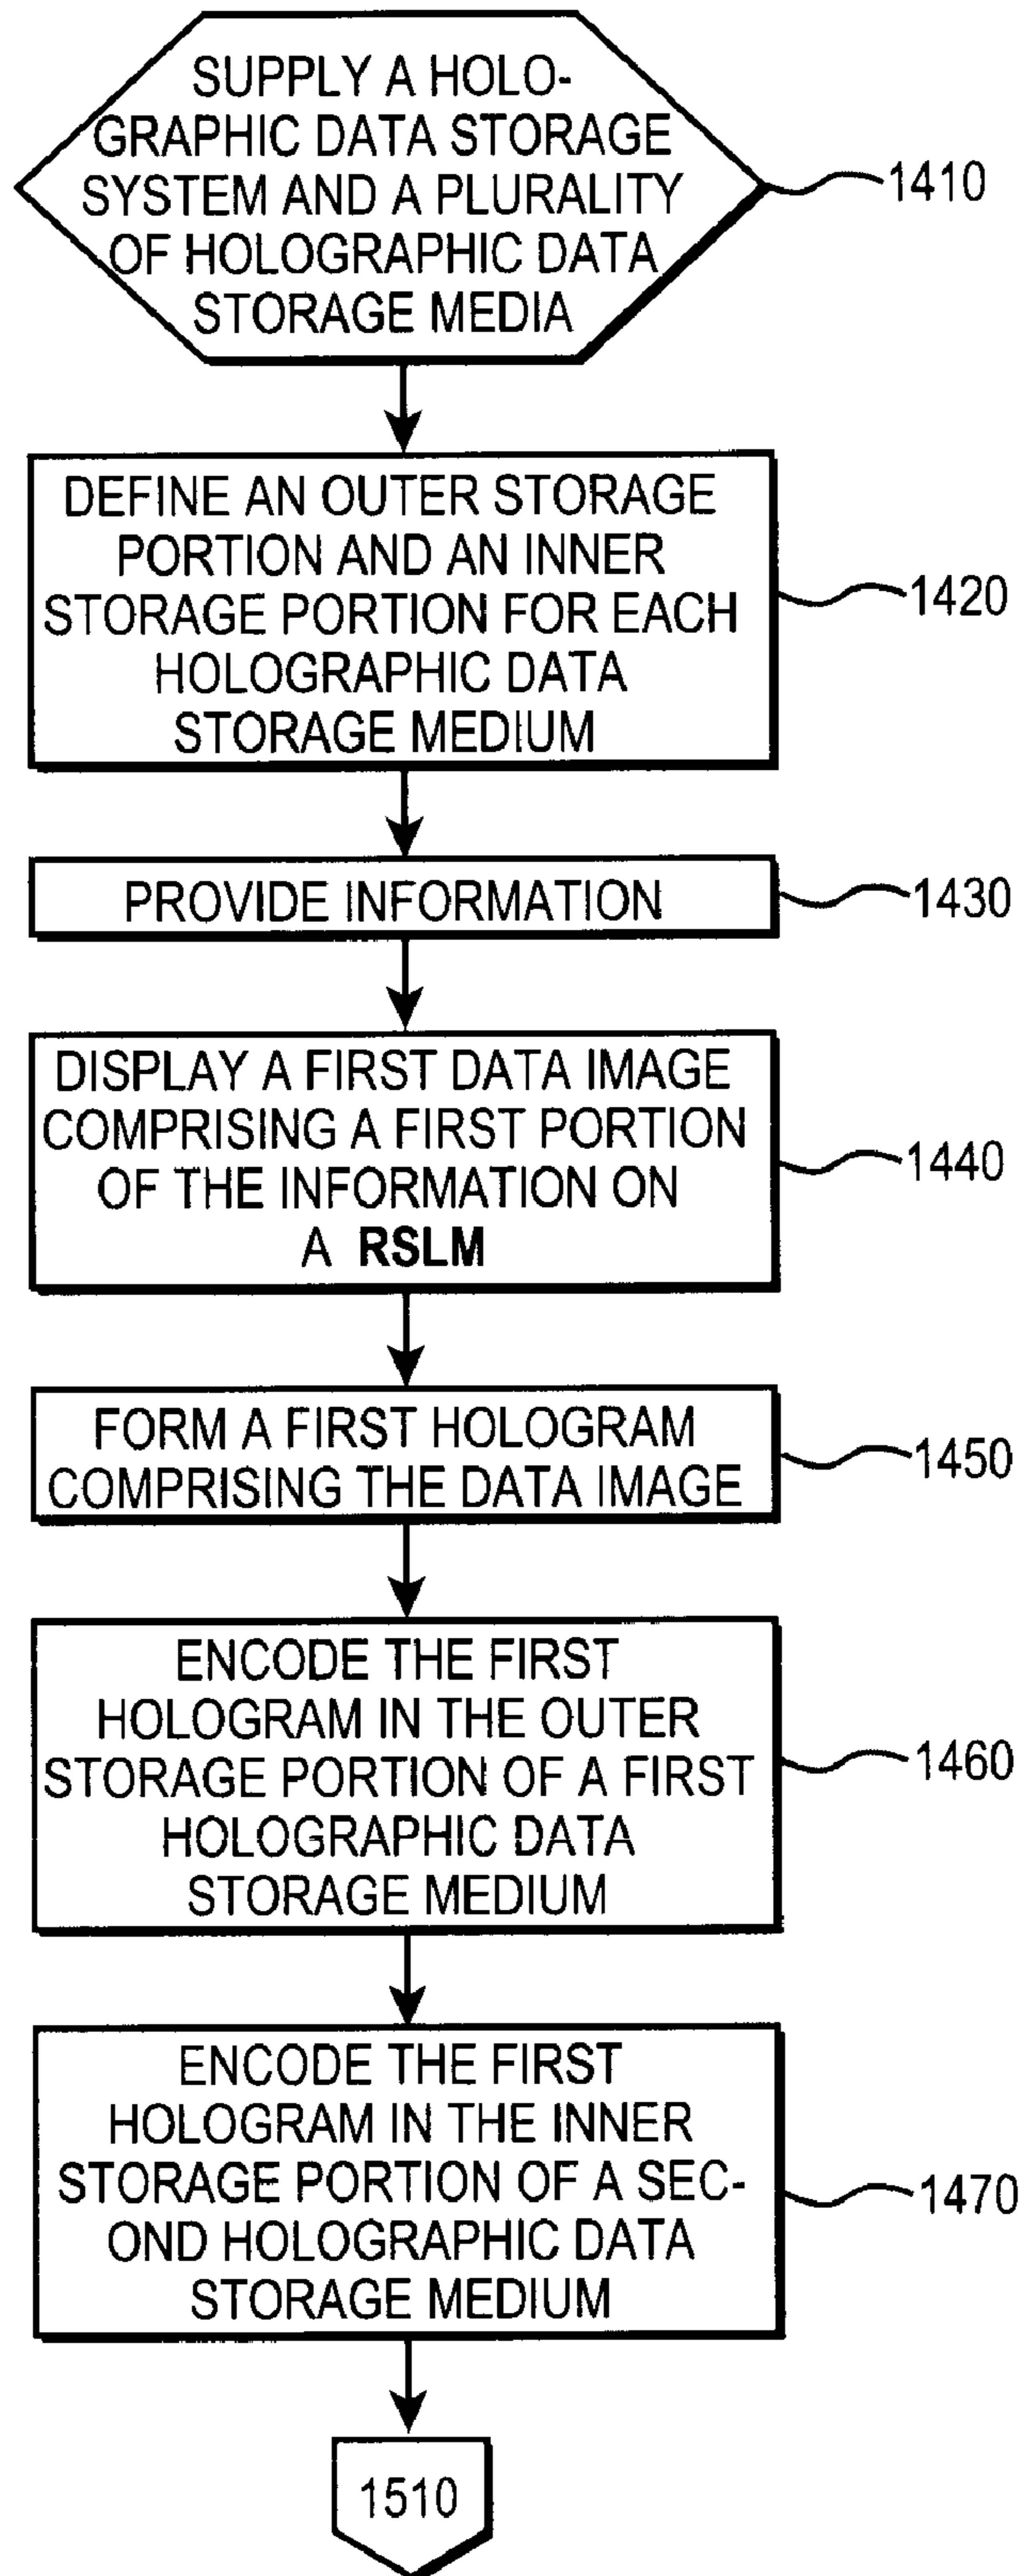 SUPPLY A HOLO-
GRAPHIC DATA STORAGE
SYSTEM AND A PLURALITY
OF HOLOGRAPHIC DATA
STORAGE MEDIA
1410
DEFINE AN OUTER STORAGE
PORTION AND AN INNER
STORAGE PORTION FOR EACH
HOLOGRAPHIC DATA
STORAGE MEDIUM
1420
PROVIDE INFORMATION
1430
DISPLAY A FIRST DATA IMAGE
COMPRISING A FIRST PORTION
OF THE INFORMATION ON
A RSLM
1440
FORM A FIRST HOLOGRAM
COMPRISING THE DATA IMAGE
1450
ENCODE THE FIRST
HOLOGRAM IN THE OUTER
STORAGE PORTION OF A FIRST
HOLOGRAPHIC DATA
STORAGE MEDIUM
1460
ENCODE THE FIRST
HOLOGRAM IN THE INNER
STORAGE PORTION OF A SEC-
OND HOLOGRAPHIC DATA
STORAGE MEDIUM
1470
1510